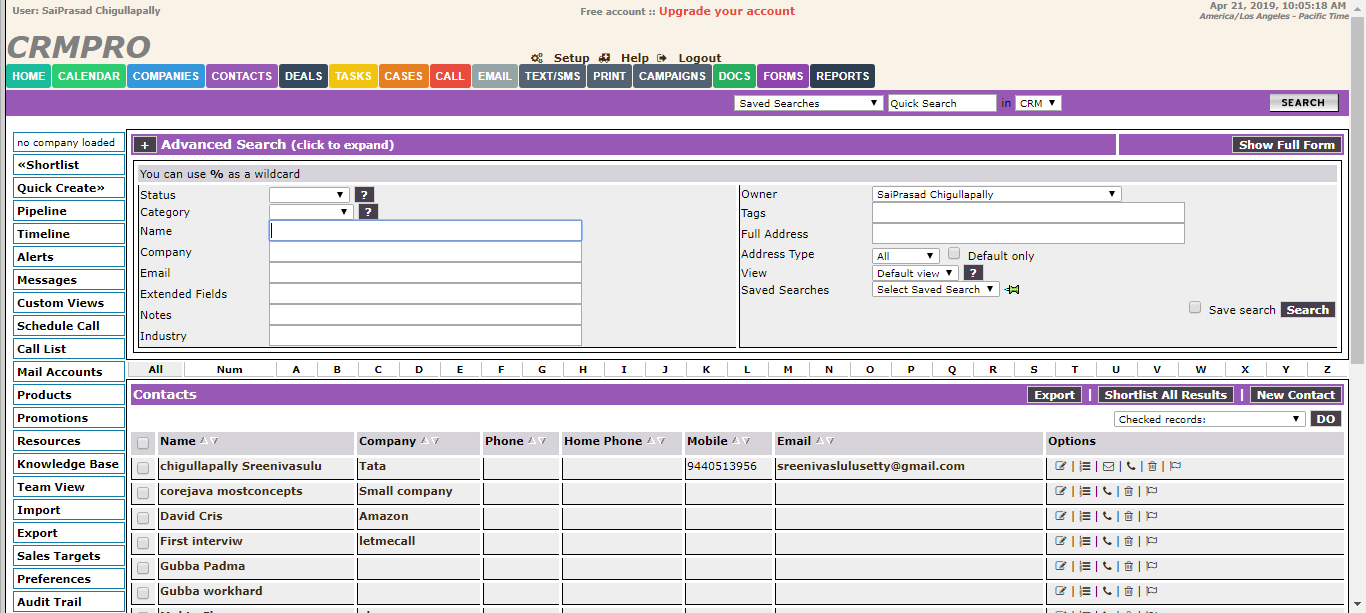 User: SaiPrasad Chigullapally
Free account :: Upgrade your account
Apr 21, 2019, 10:05:18 AM
America/Los Angeles - Pacific Time
CRMPRO
Setup Help Logout
HOME CALENDAR COMPANIES CONTACTS DEALS TASKS CASES CALL EMAIL TEXT/SMS PRINT CAMPAIGNS DOCS FORMS REPORTS
Saved Searches Quick Search in CRM SEARCH
no company loaded
«Shortlist
Quick Create»
Pipeline
Timeline
Alerts
Messages
Custom Views
Schedule Call
Call List
Mail Accounts
Products
Promotions
Resources
Knowledge Base
Team View
Import
Export
Sales Targets
Preferences
Audit Trail
+ Advanced Search (click to expand) Show Full Form
You can use % as a wildcard
Status ?
Category ?
Name
Company
Email
Extended Fields
Notes
Industry
Owner SaiPrasad Chigullapally
Tags
Full Address
Address Type All Default only
View Default view ?
Saved Searches Select Saved Search
Save search Search
All Num A B C D E F G H I J K L M N O P Q R S T U V W X Y Z
Contacts Export | Shortlist All Results | New Contact
Checked records: DO
Name Company Phone Home Phone Mobile Email Options
chigullapally Sreenivasulu Tata 9440513956 sreenivaslulusetty@gmail.com | | | | |
corejava mostconcepts Small company | | | |
David Cris Amazon | | | |
First interviw letmecall | | | |
Gubba Padma | | | |
Gubba workhard | | | |